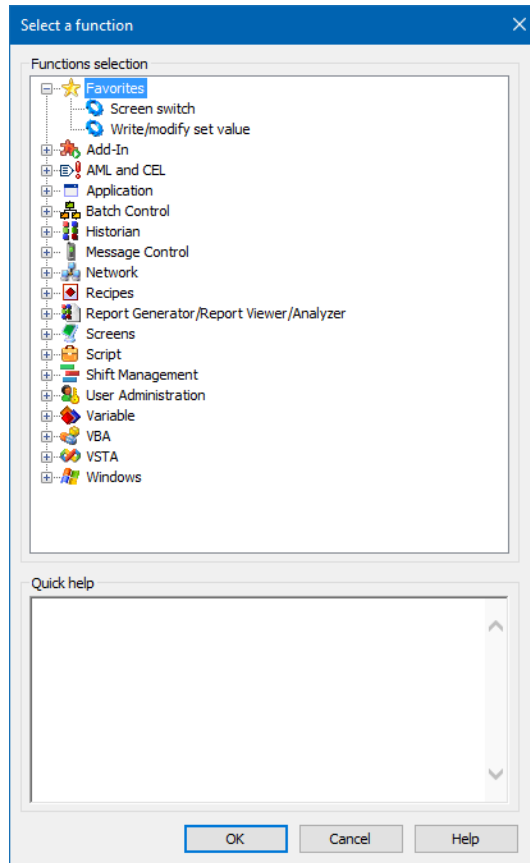 Select a function
Functions selection
Favorites
Screen switch
Write/modify set value
Add-In
AML and CEL
Application
Batch Control
Historian
Message Control
Network
Recipes
Report Generator/Report Viewer/Analyzer
Screens
Script
Shift Management
User Administration
Variable
VBA
VSTA
Windows
Quick help
OK Cancel Help